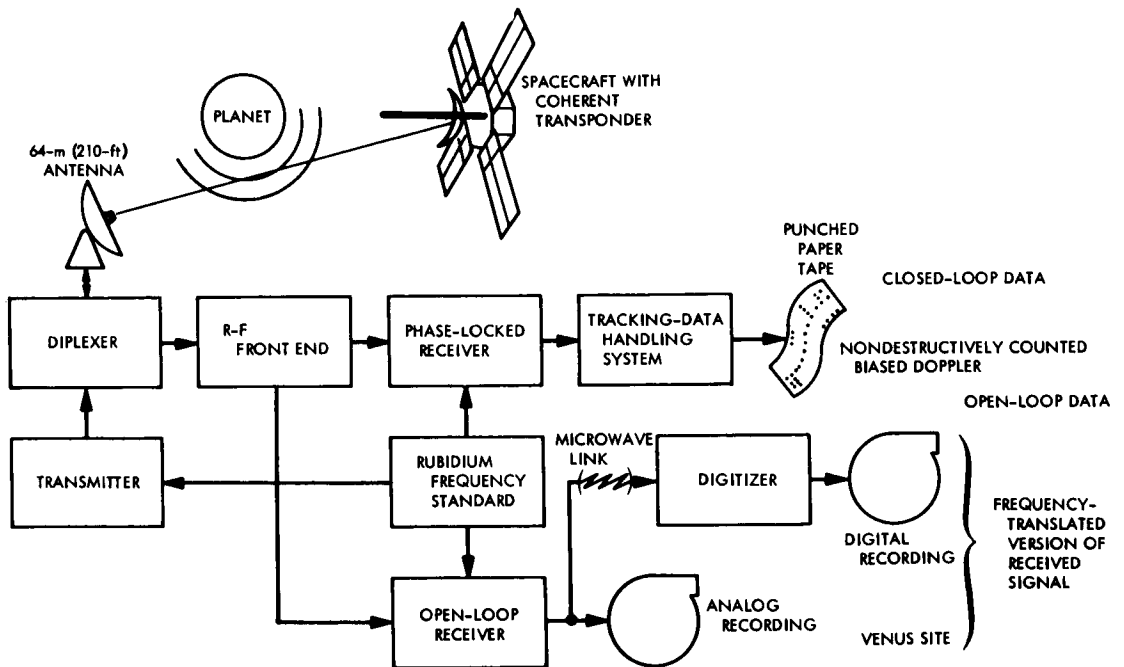 SPACECRAFT WITH
COHERENT
TRANSPONDER
PLANET
64-m (210-ft)
ANTENNA
PUNCHED
PAPER
TAPE
CLOSED-LOOP DATA
DIPLEXER
R-F
FRONT END
PHASE-LOCKED
RECEIVER
TRACKING-DATA
HANDLING
SYSTEM
NONDESTRUCTIVELY COUNTED
BIASED DOPPLER
OPEN-LOOP DATA
TRANSMITTER
RUBIDIUM
FREQUENCY
STANDARD
MICROWAVE
LINK
DIGITIZER
DIGITAL
RECORDING
FREQUENCY-
TRANSLATED
VERSION OF
RECEIVED
SIGNAL
OPEN-LOOP
RECEIVER
ANALOG
RECORDING
VENUS SITE